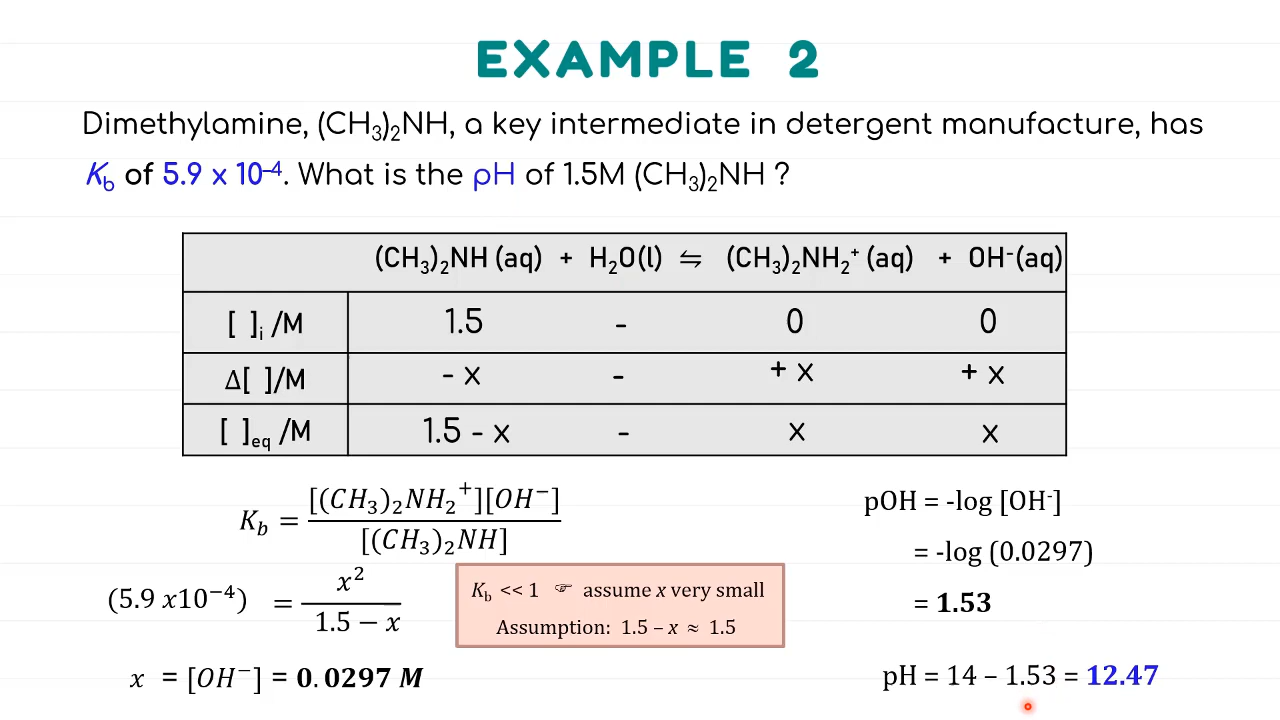 EXAMPLE 2
Dimethylamine, (CH₃)₂NH, a key intermediate in detergent manufacture, has
K_b of 5.9 x 10⁻⁴. What is the pH of 1.5M (CH₃)₂NH ?
(CH₃)₂NH (aq) + H₂O(l) ⇋ (CH₃)₂NH₂⁺ (aq) + OH⁻(aq)
[ ]ᵢ /M 1.5 - 0 0
Δ[ ]/M - x - + x + x
[ ]_eq /M 1.5 - x - x x
K_b = [(CH₃)₂NH₂⁺][OH⁻] / [(CH₃)₂NH]
(5.9 x10⁻⁴) = x² / 1.5 − x
K_b << 1 ☞ assume x very small
Assumption: 1.5 – x ≈ 1.5
x = [OH⁻] = 0.0297 M
pOH = -log [OH⁻]
= -log (0.0297)
= 1.53
pH = 14 – 1.53 = 12.47